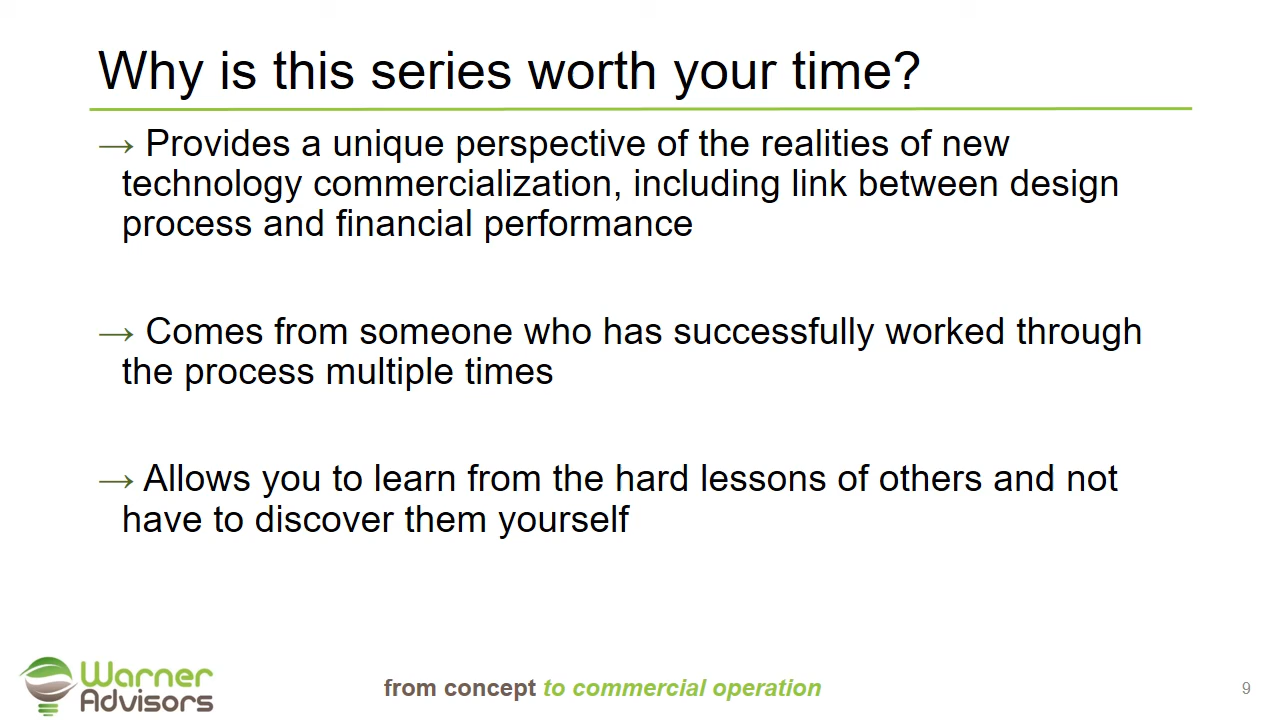 Why is this series worth your time?
→ Provides a unique perspective of the realities of new
technology commercialization, including link between design
process and financial performance
→ Comes from someone who has successfully worked through
the process multiple times
→ Allows you to learn from the hard lessons of others and not
have to discover them yourself
Warner
Advisors
from concept to commercial operation
9